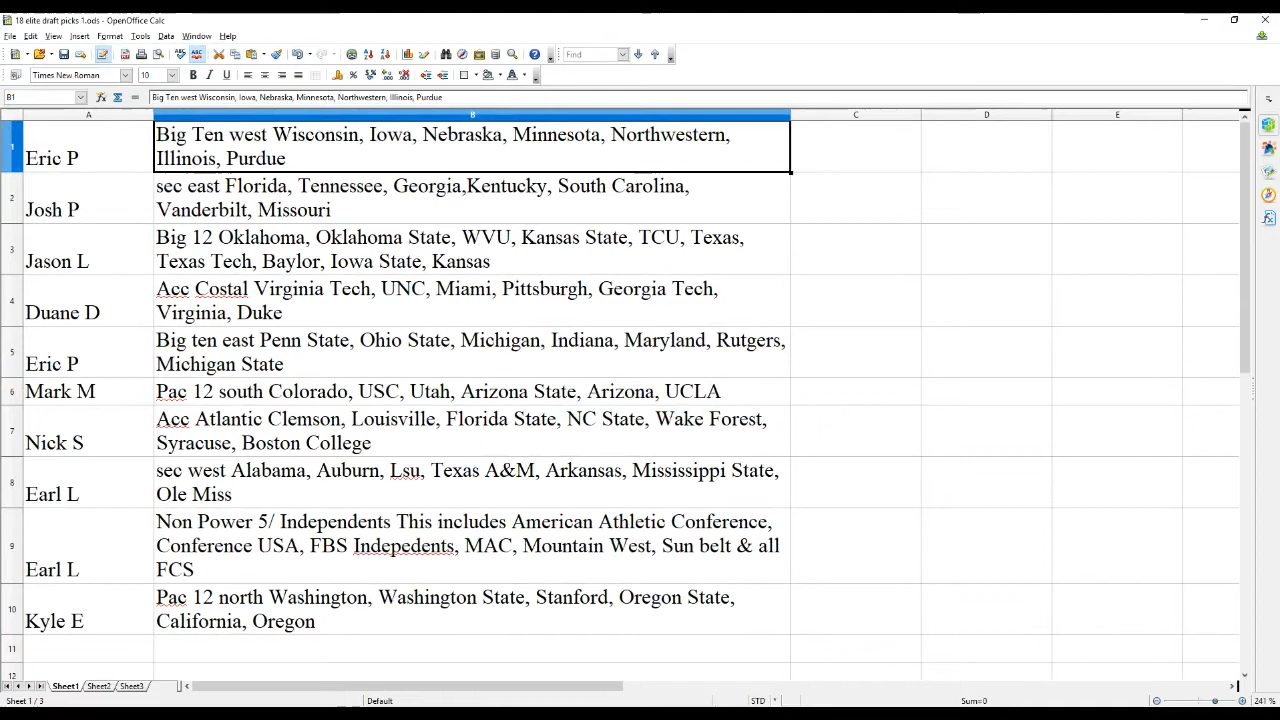 18 elite draft picks 1.ods - OpenOffice Calc
File Edit View Insert Format Tools Data Window Help
Find
Times New Roman 10
B1 Big Ten west Wisconsin, Iowa, Nebraska, Minnesota, Northwestern, Illinois, Purdue
A B C D E
1 Eric P Big Ten west Wisconsin, Iowa, Nebraska, Minnesota, Northwestern,
Illinois, Purdue
2 Josh P sec east Florida, Tennessee, Georgia,Kentucky, South Carolina,
Vanderbilt, Missouri
3 Jason L Big 12 Oklahoma, Oklahoma State, WVU, Kansas State, TCU, Texas,
Texas Tech, Baylor, Iowa State, Kansas
4 Duane D Acc Costal Virginia Tech, UNC, Miami, Pittsburgh, Georgia Tech,
Virginia, Duke
5 Eric P Big ten east Penn State, Ohio State, Michigan, Indiana, Maryland, Rutgers,
Michigan State
6 Mark M Pac 12 south Colorado, USC, Utah, Arizona State, Arizona, UCLA
7 Nick S Acc Atlantic Clemson, Louisville, Florida State, NC State, Wake Forest,
Syracuse, Boston College
8 Earl L sec west Alabama, Auburn, Lsu, Texas A&M, Arkansas, Mississippi State,
Ole Miss
9 Earl L Non Power 5/ Independents This includes American Athletic Conference,
Conference USA, FBS Indepedents, MAC, Mountain West, Sun belt & all
FCS
10 Kyle E Pac 12 north Washington, Washington State, Stanford, Oregon State,
California, Oregon
11
12
Sheet1 Sheet2 Sheet3
Sheet 1 / 3 Default STD * Sum=0 241 %